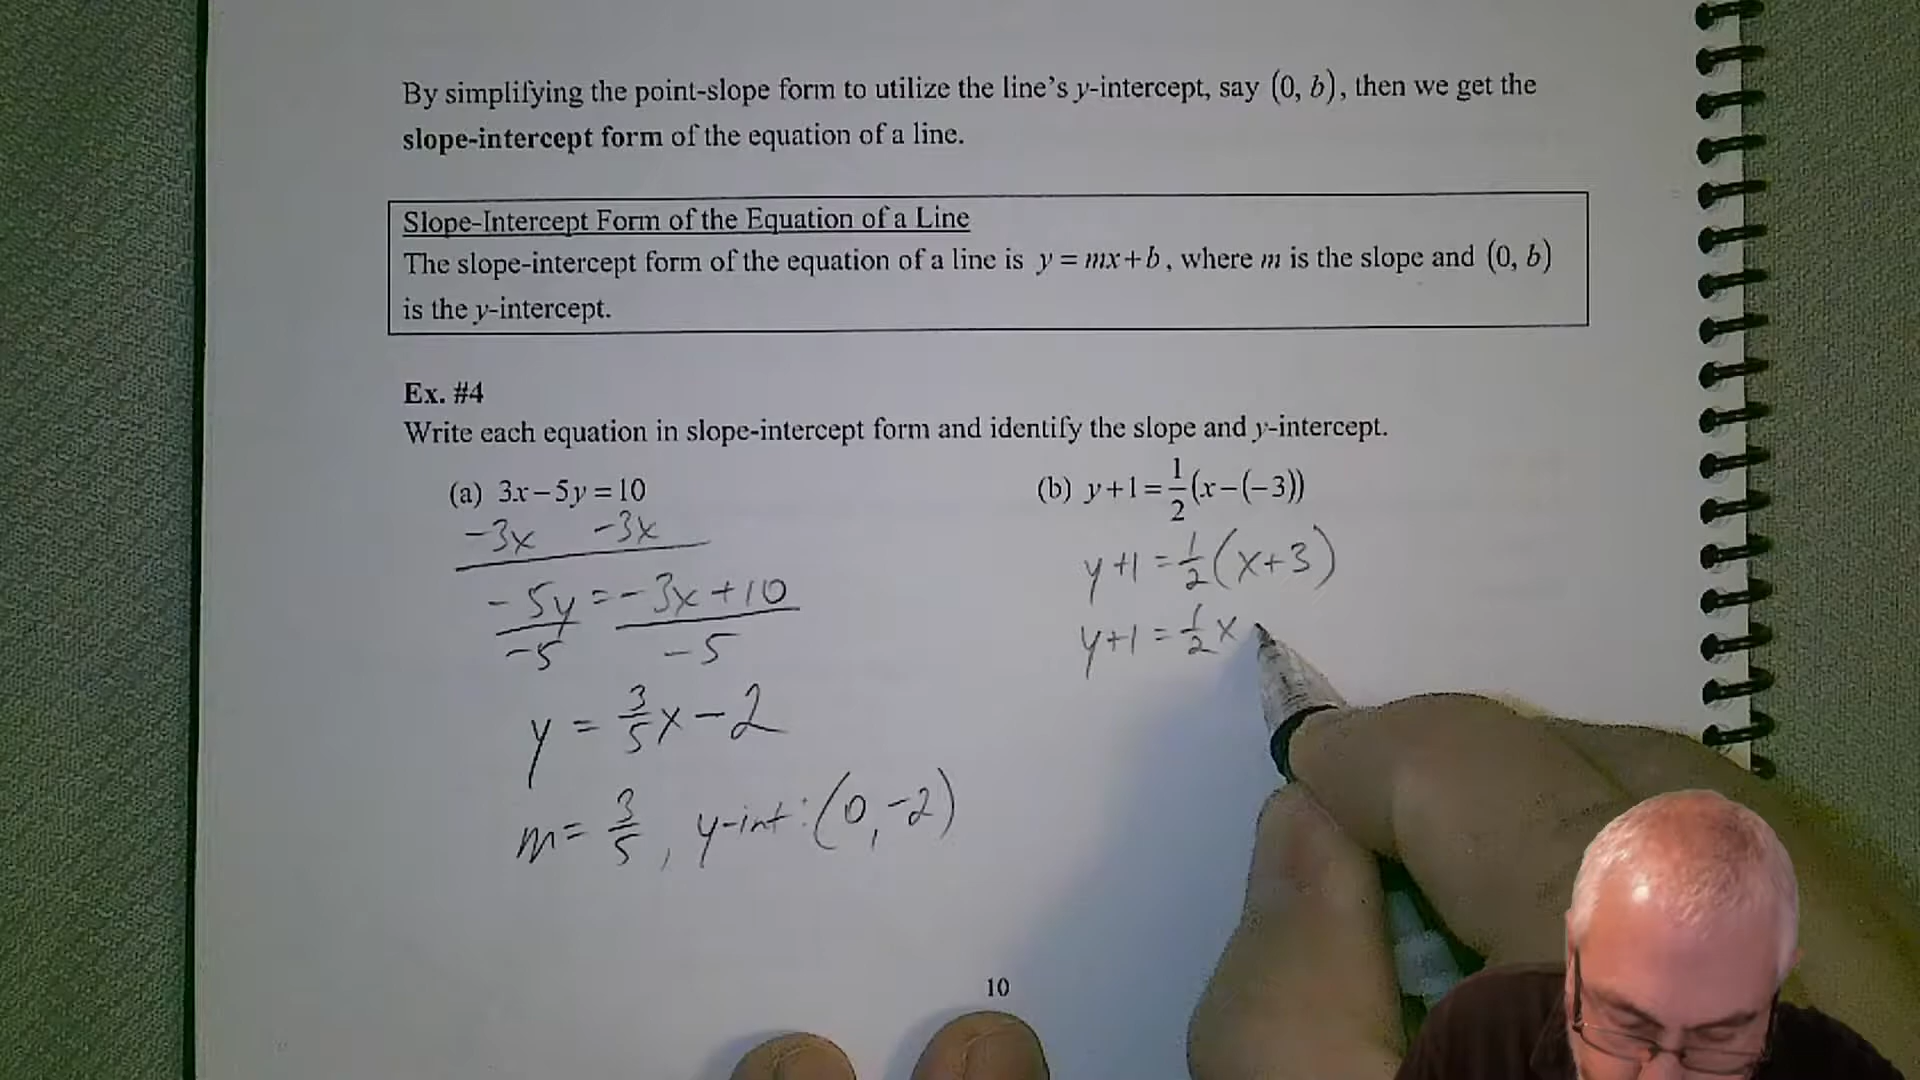 By simplifying the point-slope form to utilize the line's y-intercept, say (0, b), then we get the
slope-intercept form of the equation of a line.
Slope-Intercept Form of the Equation of a Line
The slope-intercept form of the equation of a line is y = mx+b, where m is the slope and (0, b)
is the y-intercept.
Ex. #4
Write each equation in slope-intercept form and identify the slope and y-intercept.
(a) 3x-5y=10
-3x -3x
-5y = -3x+10
-5 -5
y = 3/5 x - 2
m = 3/5, y-int: (0, -2)
(b) y+1 = 1/2 (x-(-3))
y+1 = 1/2 (x+3)
y+1 = 1/2 x
10